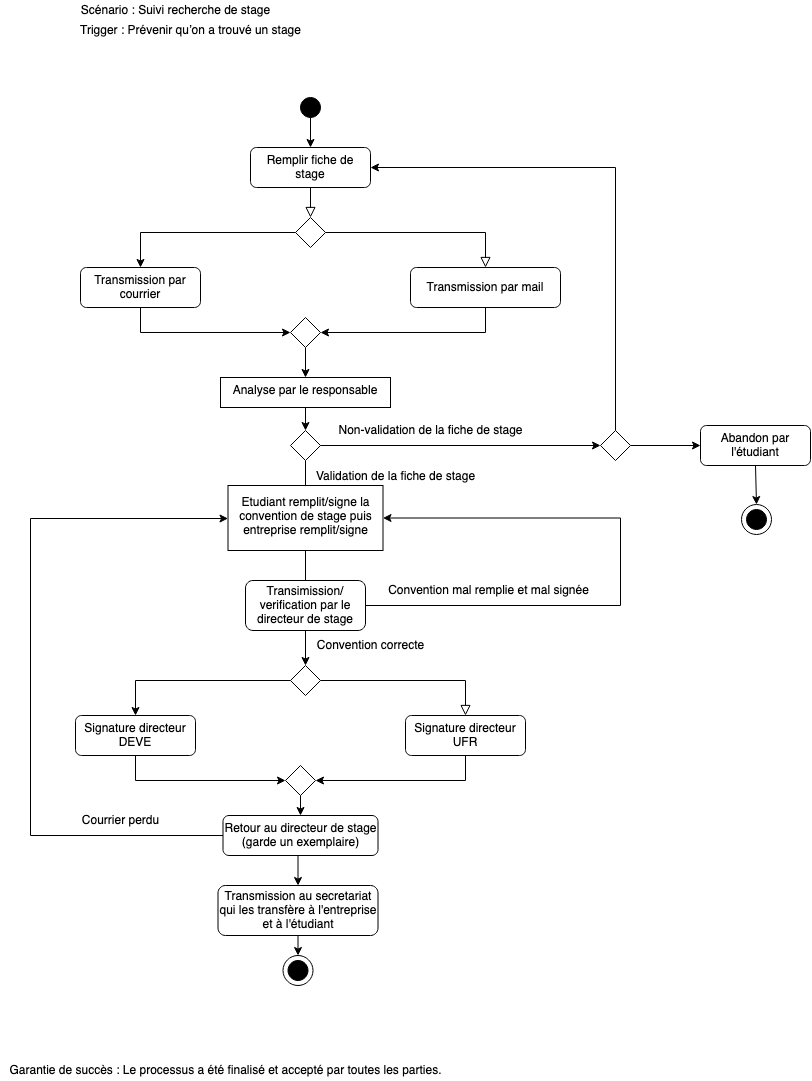 Scénario : Suivi recherche de stage
Trigger : Prévenir qu'on a trouvé un stage
Remplir fiche de
stage
Transmission par
courrier
Transmission par mail
Analyse par le responsable
Non-validation de la fiche de stage
Abandon par
l'étudiant
Validation de la fiche de stage
Etudiant remplit/signe la
convention de stage puis
entreprise remplit/signe
Transimission/
verification par le
directeur de stage
Convention mal remplie et mal signée
Convention correcte
Signature directeur
DEVE
Signature directeur
UFR
Courrier perdu
Retour au directeur de stage
(garde un exemplaire)
Transmission au secretariat
qui les transfère à l'entreprise
et à l'étudiant
Garantie de succès : Le processus a été finalisé et accepté par toutes les parties.